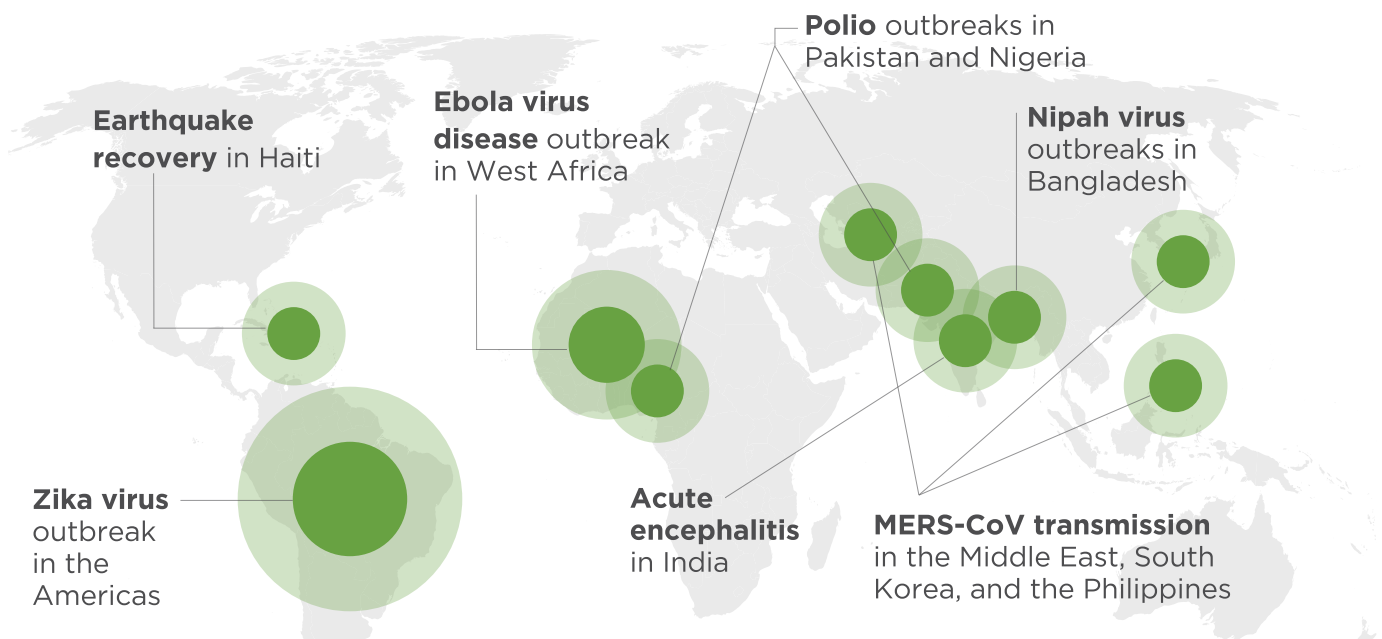 Polio outbreaks in
Pakistan and Nigeria
Ebola virus
disease outbreak
in West Africa
Earthquake
recovery in Haiti
Nipah virus
outbreaks in
Bangladesh
Zika virus
outbreak
in the
Americas
Acute
encephalitis
in India
MERS-CoV transmission
in the Middle East, South
Korea, and the Philippines